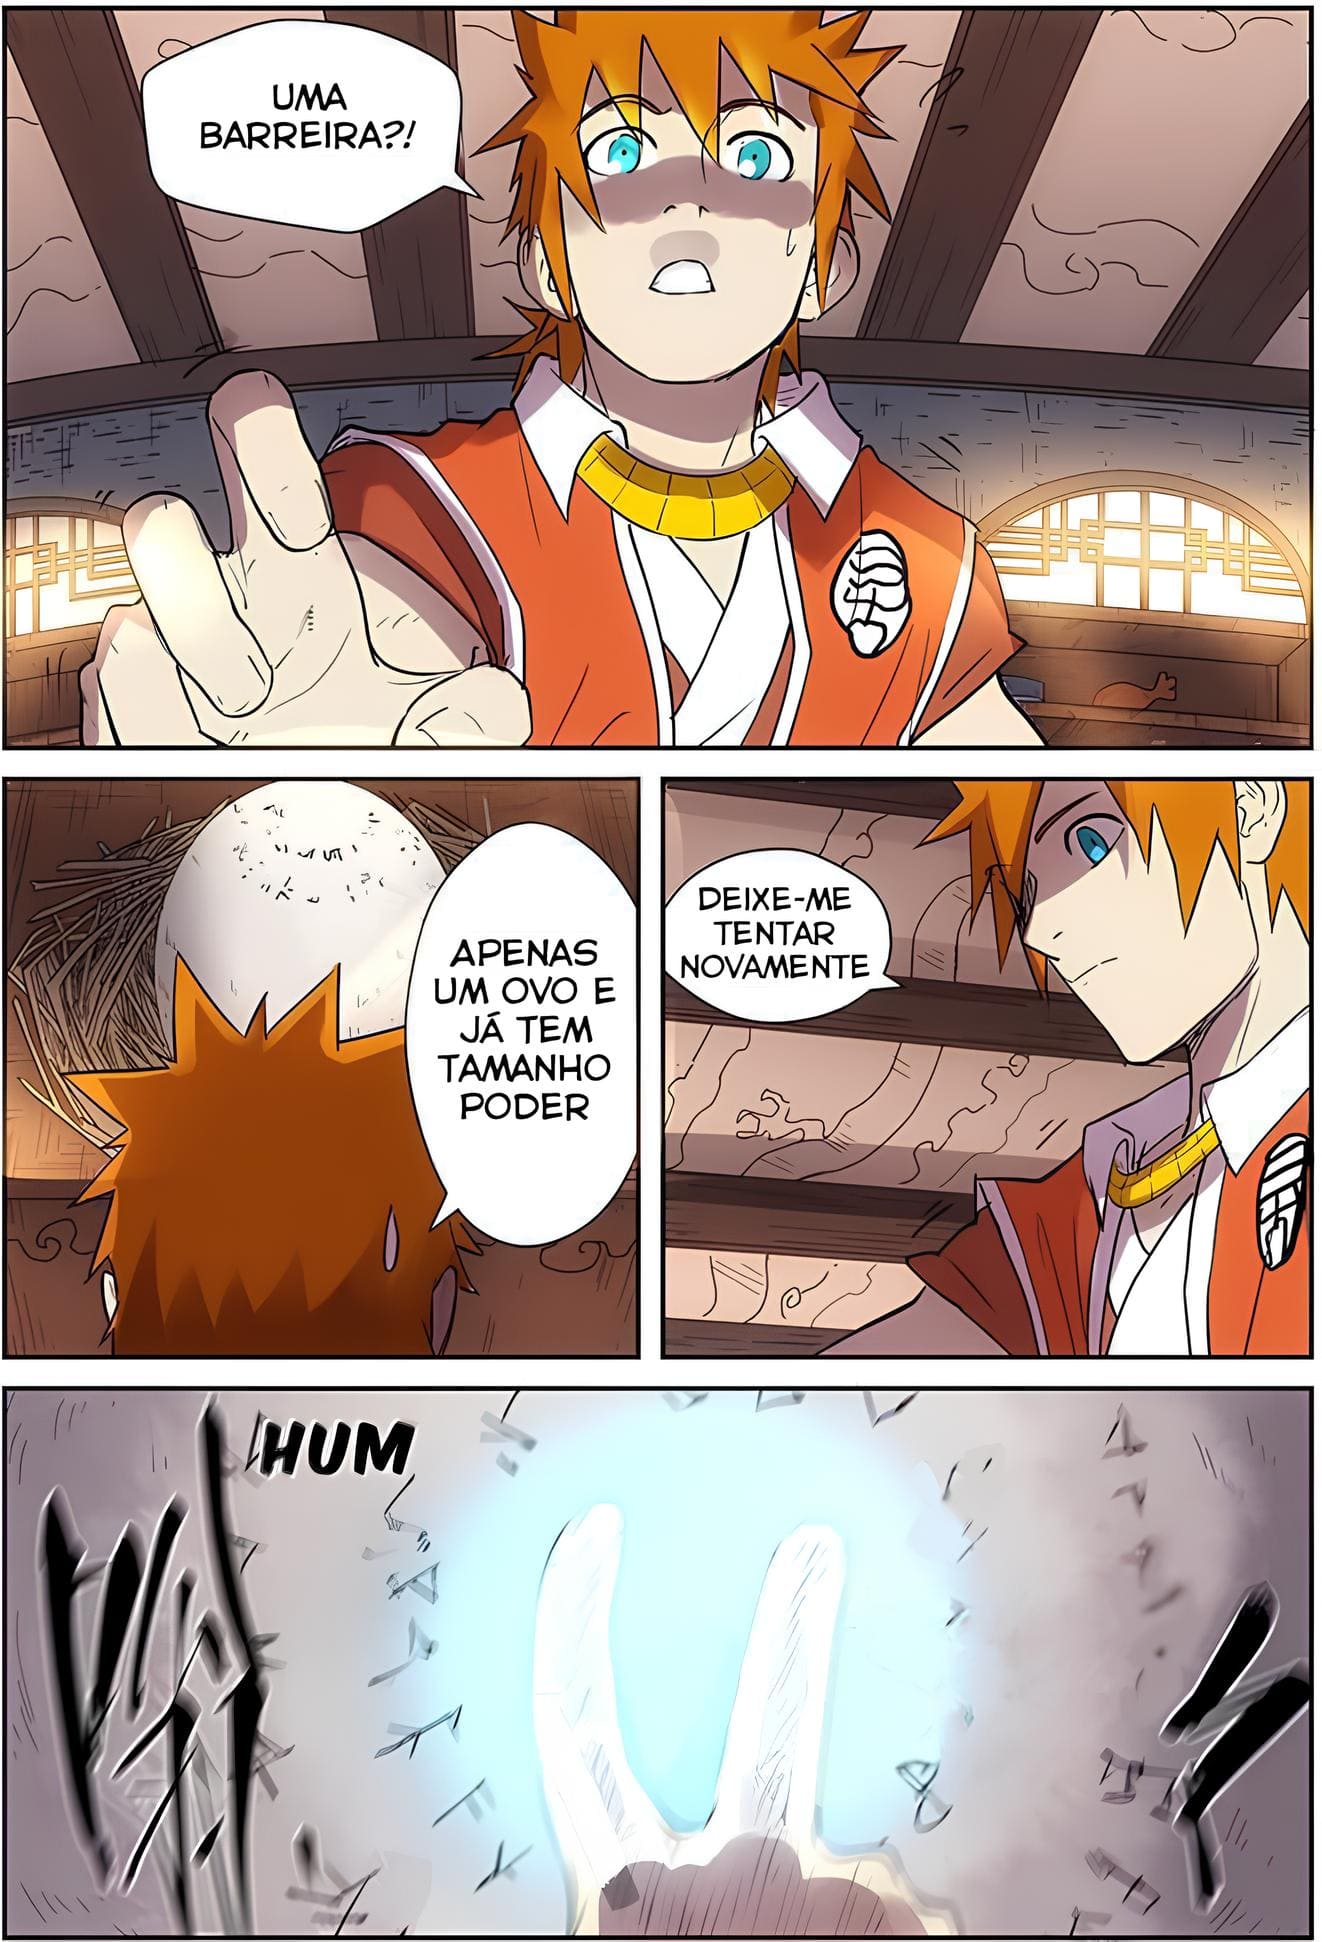 UMA
BARREIRA?!
APENAS
UM OVO E
JÁ TEM
TAMANHO
PODER
DEIXE-ME
TENTAR
NOVAMENTE
HUM